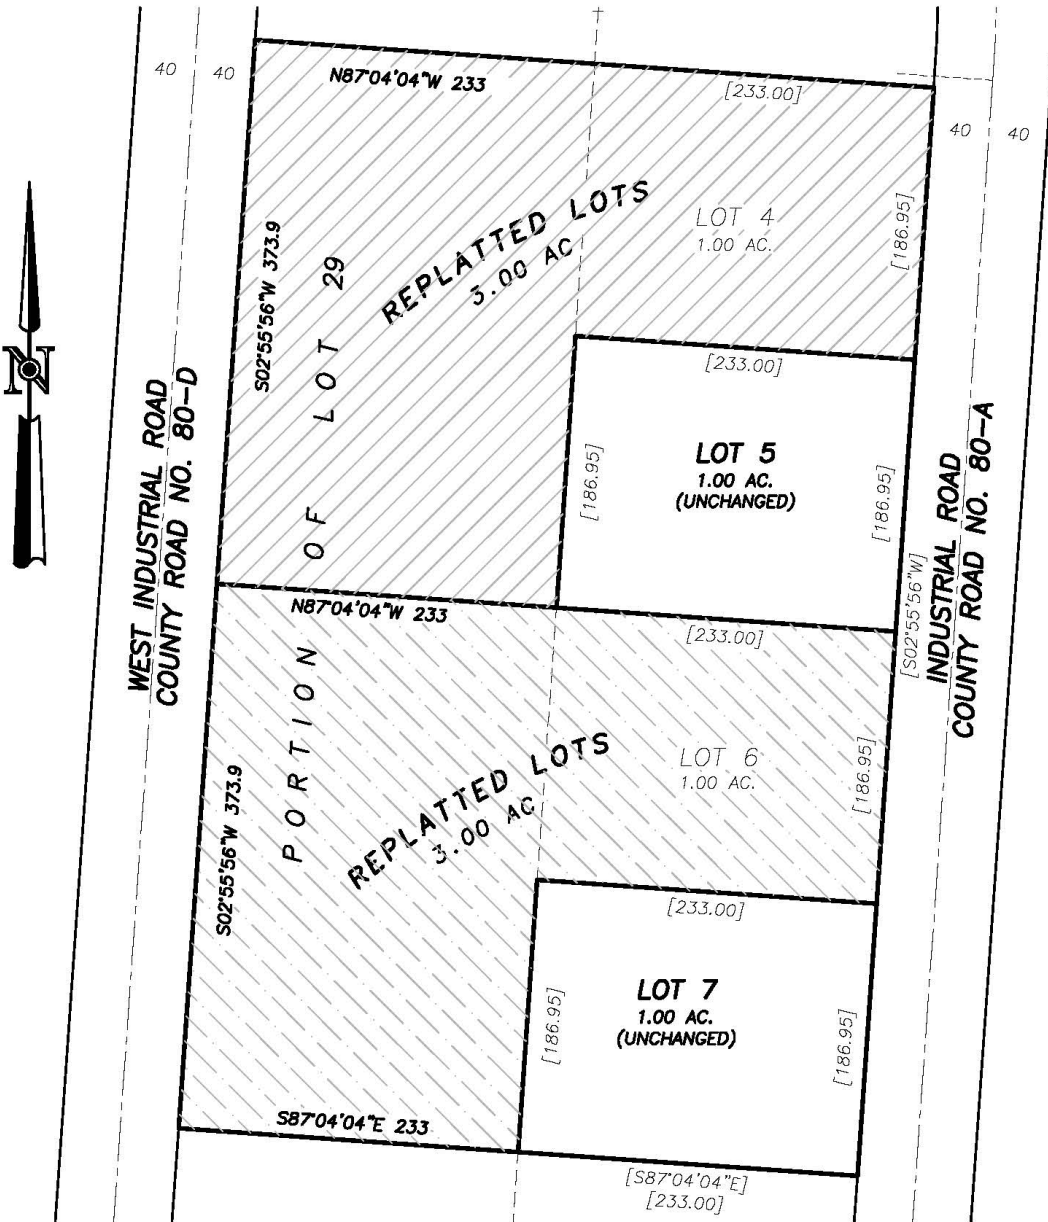 40
40
N87°04'04"W 233
[233.00]
40
40
REPLATTED LOTS
3.00 AC
LOT 4
1.00 AC.
[186.95]
S02°55'56"W 373.9
PORTION OF LOT 29
N
WEST INDUSTRIAL ROAD
COUNTY ROAD NO. 80-D
[233.00]
LOT 5
1.00 AC.
(UNCHANGED)
[186.95]
[186.95]
INDUSTRIAL ROAD
COUNTY ROAD NO. 80-A
[S02°55'56"W]
N87°04'04"W 233
[233.00]
REPLATTED LOTS
3.00 AC
LOT 6
1.00 AC.
[186.95]
S02°55'56"W 373.9
[233.00]
LOT 7
1.00 AC.
(UNCHANGED)
[186.95]
[186.95]
S87°04'04"E 233
[S87°04'04"E]
[233.00]